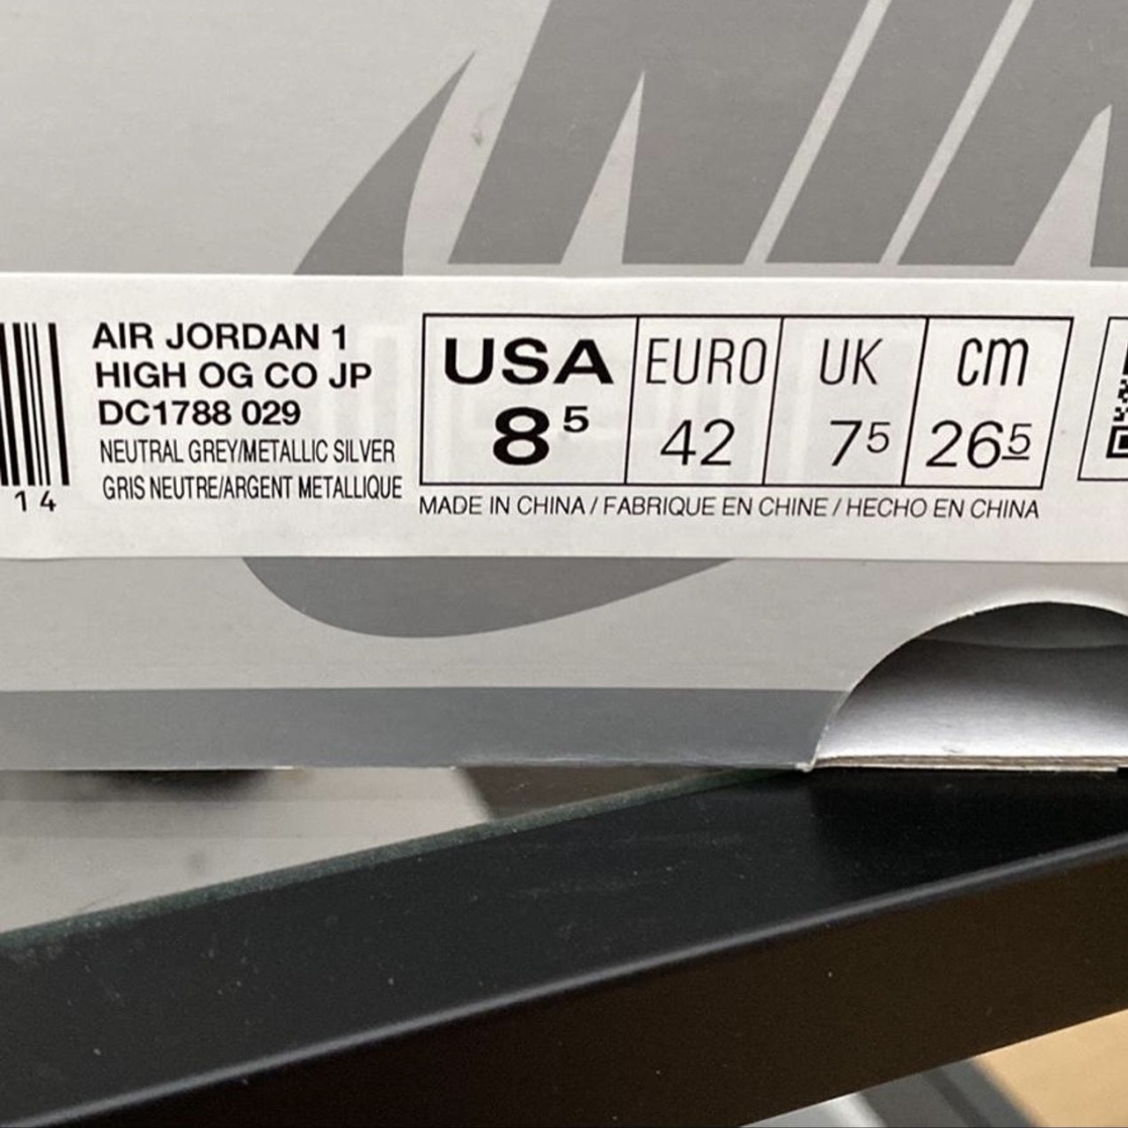 AIR JORDAN 1
HIGH OG CO JP
DC1788 029
NEUTRAL GREY/METALLIC SILVER
GRIS NEUTRE/ARGENT METALLIQUE
14
USA EURO UK cm
8⁵ 42 7⁵ 26⁵
MADE IN CHINA / FABRIQUE EN CHINE / HECHO EN CHINA